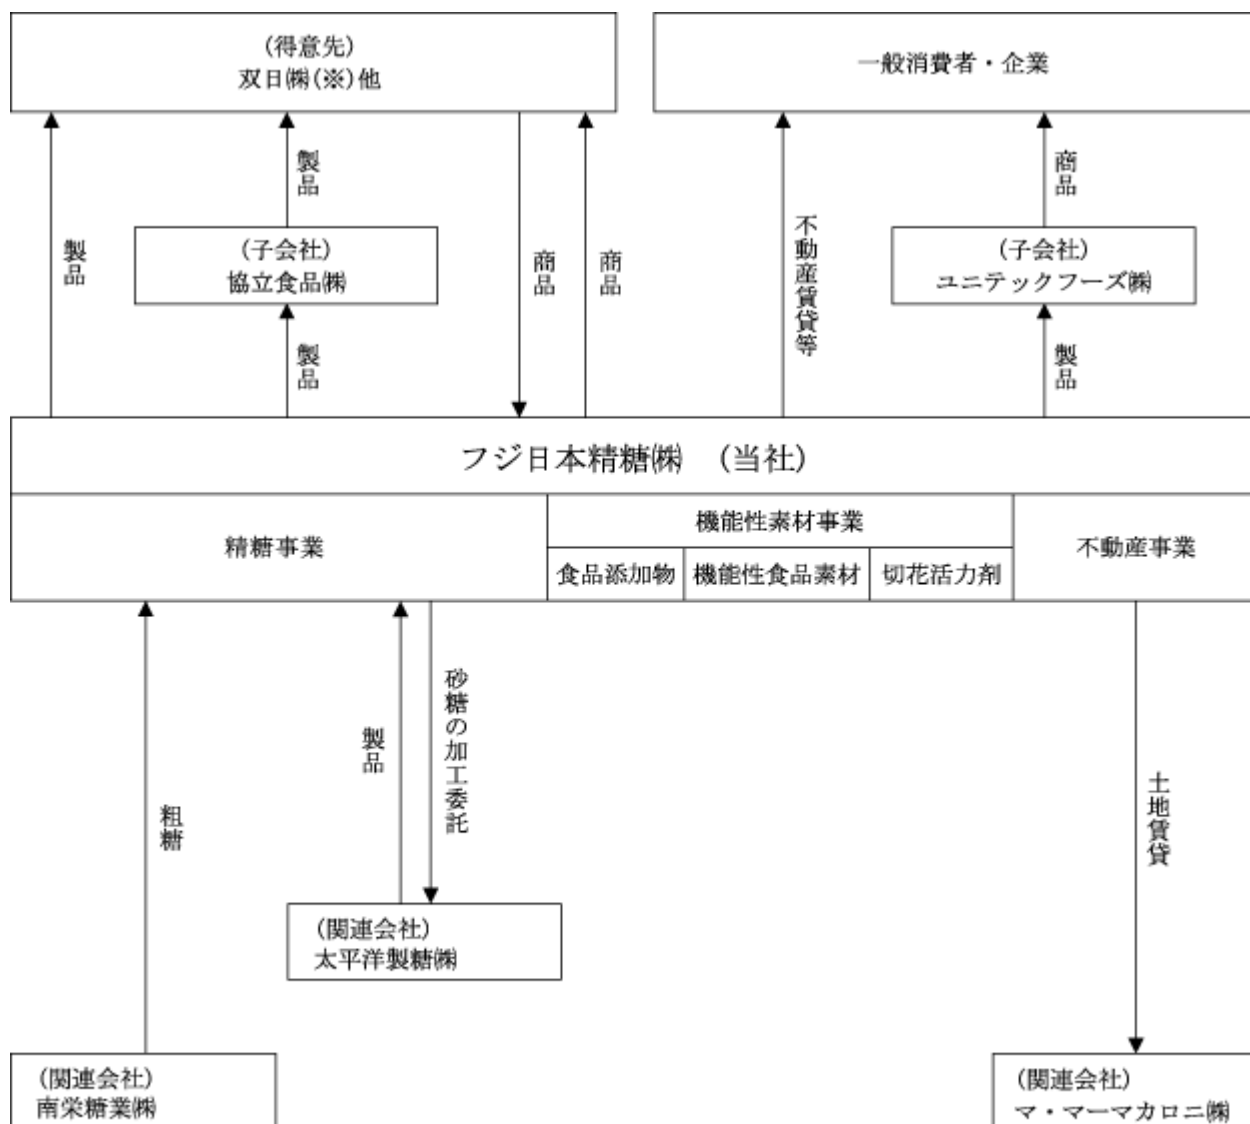 (得意先)
双日㈱(※)他
一般消費者・企業
製品
製品
(子会社)
協立食品㈱
製品
商品
商品
不動産賃貸等
商品
(子会社)
ユニテックフーズ㈱
製品
フジ日本精糖㈱ (当社)
精糖事業
機能性素材事業
食品添加物
機能性食品素材
切花活力剤
不動産事業
粗糖
製品
砂糖の加工委託
土地賃貸
(関連会社)
太平洋製糖㈱
(関連会社)
南栄糖業㈱
(関連会社)
マ・マーマカロニ㈱